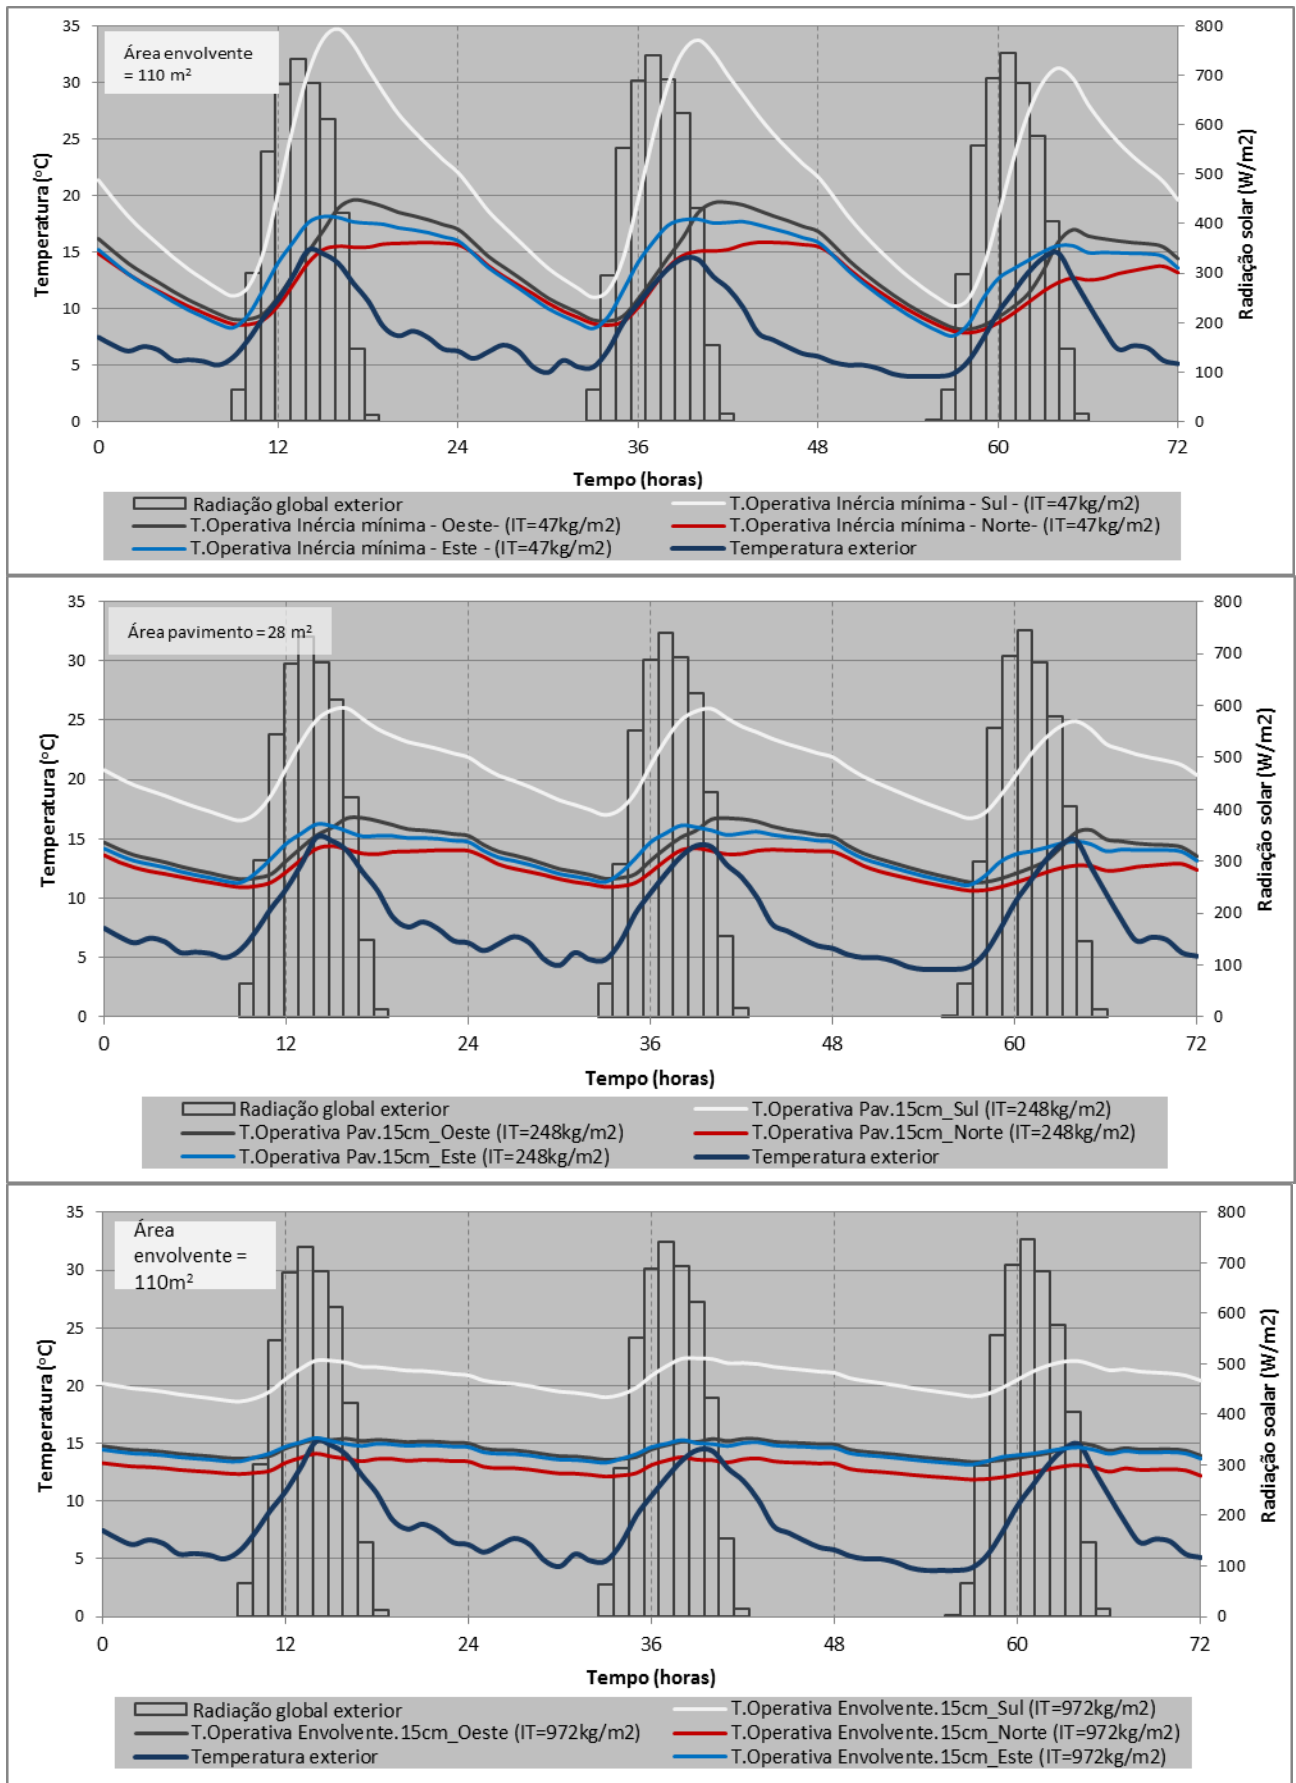 Área envolvente
= 110 m²
35
30
25
20
15
10
5
0
Temperatura (°C)
800
700
600
500
400
300
200
100
0
Radiação solar (W/m2)
0 12 24 36 48 60 72
Tempo (horas)
Radiação global exterior
T.Operativa Inércia mínima - Sul - (IT=47kg/m2)
T.Operativa Inércia mínima - Oeste- (IT=47kg/m2)
T.Operativa Inércia mínima - Norte- (IT=47kg/m2)
T.Operativa Inércia mínima - Este - (IT=47kg/m2)
Temperatura exterior
Área pavimento = 28 m²
35
30
25
20
15
10
5
0
Temperatura (°C)
800
700
600
500
400
300
200
100
0
Radiação solar (W/m2)
0 12 24 36 48 60 72
Tempo (horas)
Radiação global exterior
T.Operativa Pav.15cm_Sul (IT=248kg/m2)
T.Operativa Pav.15cm_Oeste (IT=248kg/m2)
T.Operativa Pav.15cm_Norte (IT=248kg/m2)
T.Operativa Pav.15cm_Este (IT=248kg/m2)
Temperatura exterior
Área
envolvente =
110m²
35
30
25
20
15
10
5
0
Temperatura (°C)
800
700
600
500
400
300
200
100
0
Radiação soalar (W/m2)
0 12 24 36 48 60 72
Tempo (horas)
Radiação global exterior
T.Operativa Envolvente.15cm_Sul (IT=972kg/m2)
T.Operativa Envolvente.15cm_Oeste (IT=972kg/m2)
T.Operativa Envolvente.15cm_Norte (IT=972kg/m2)
Temperatura exterior
T.Operativa Envolvente.15cm_Este (IT=972kg/m2)